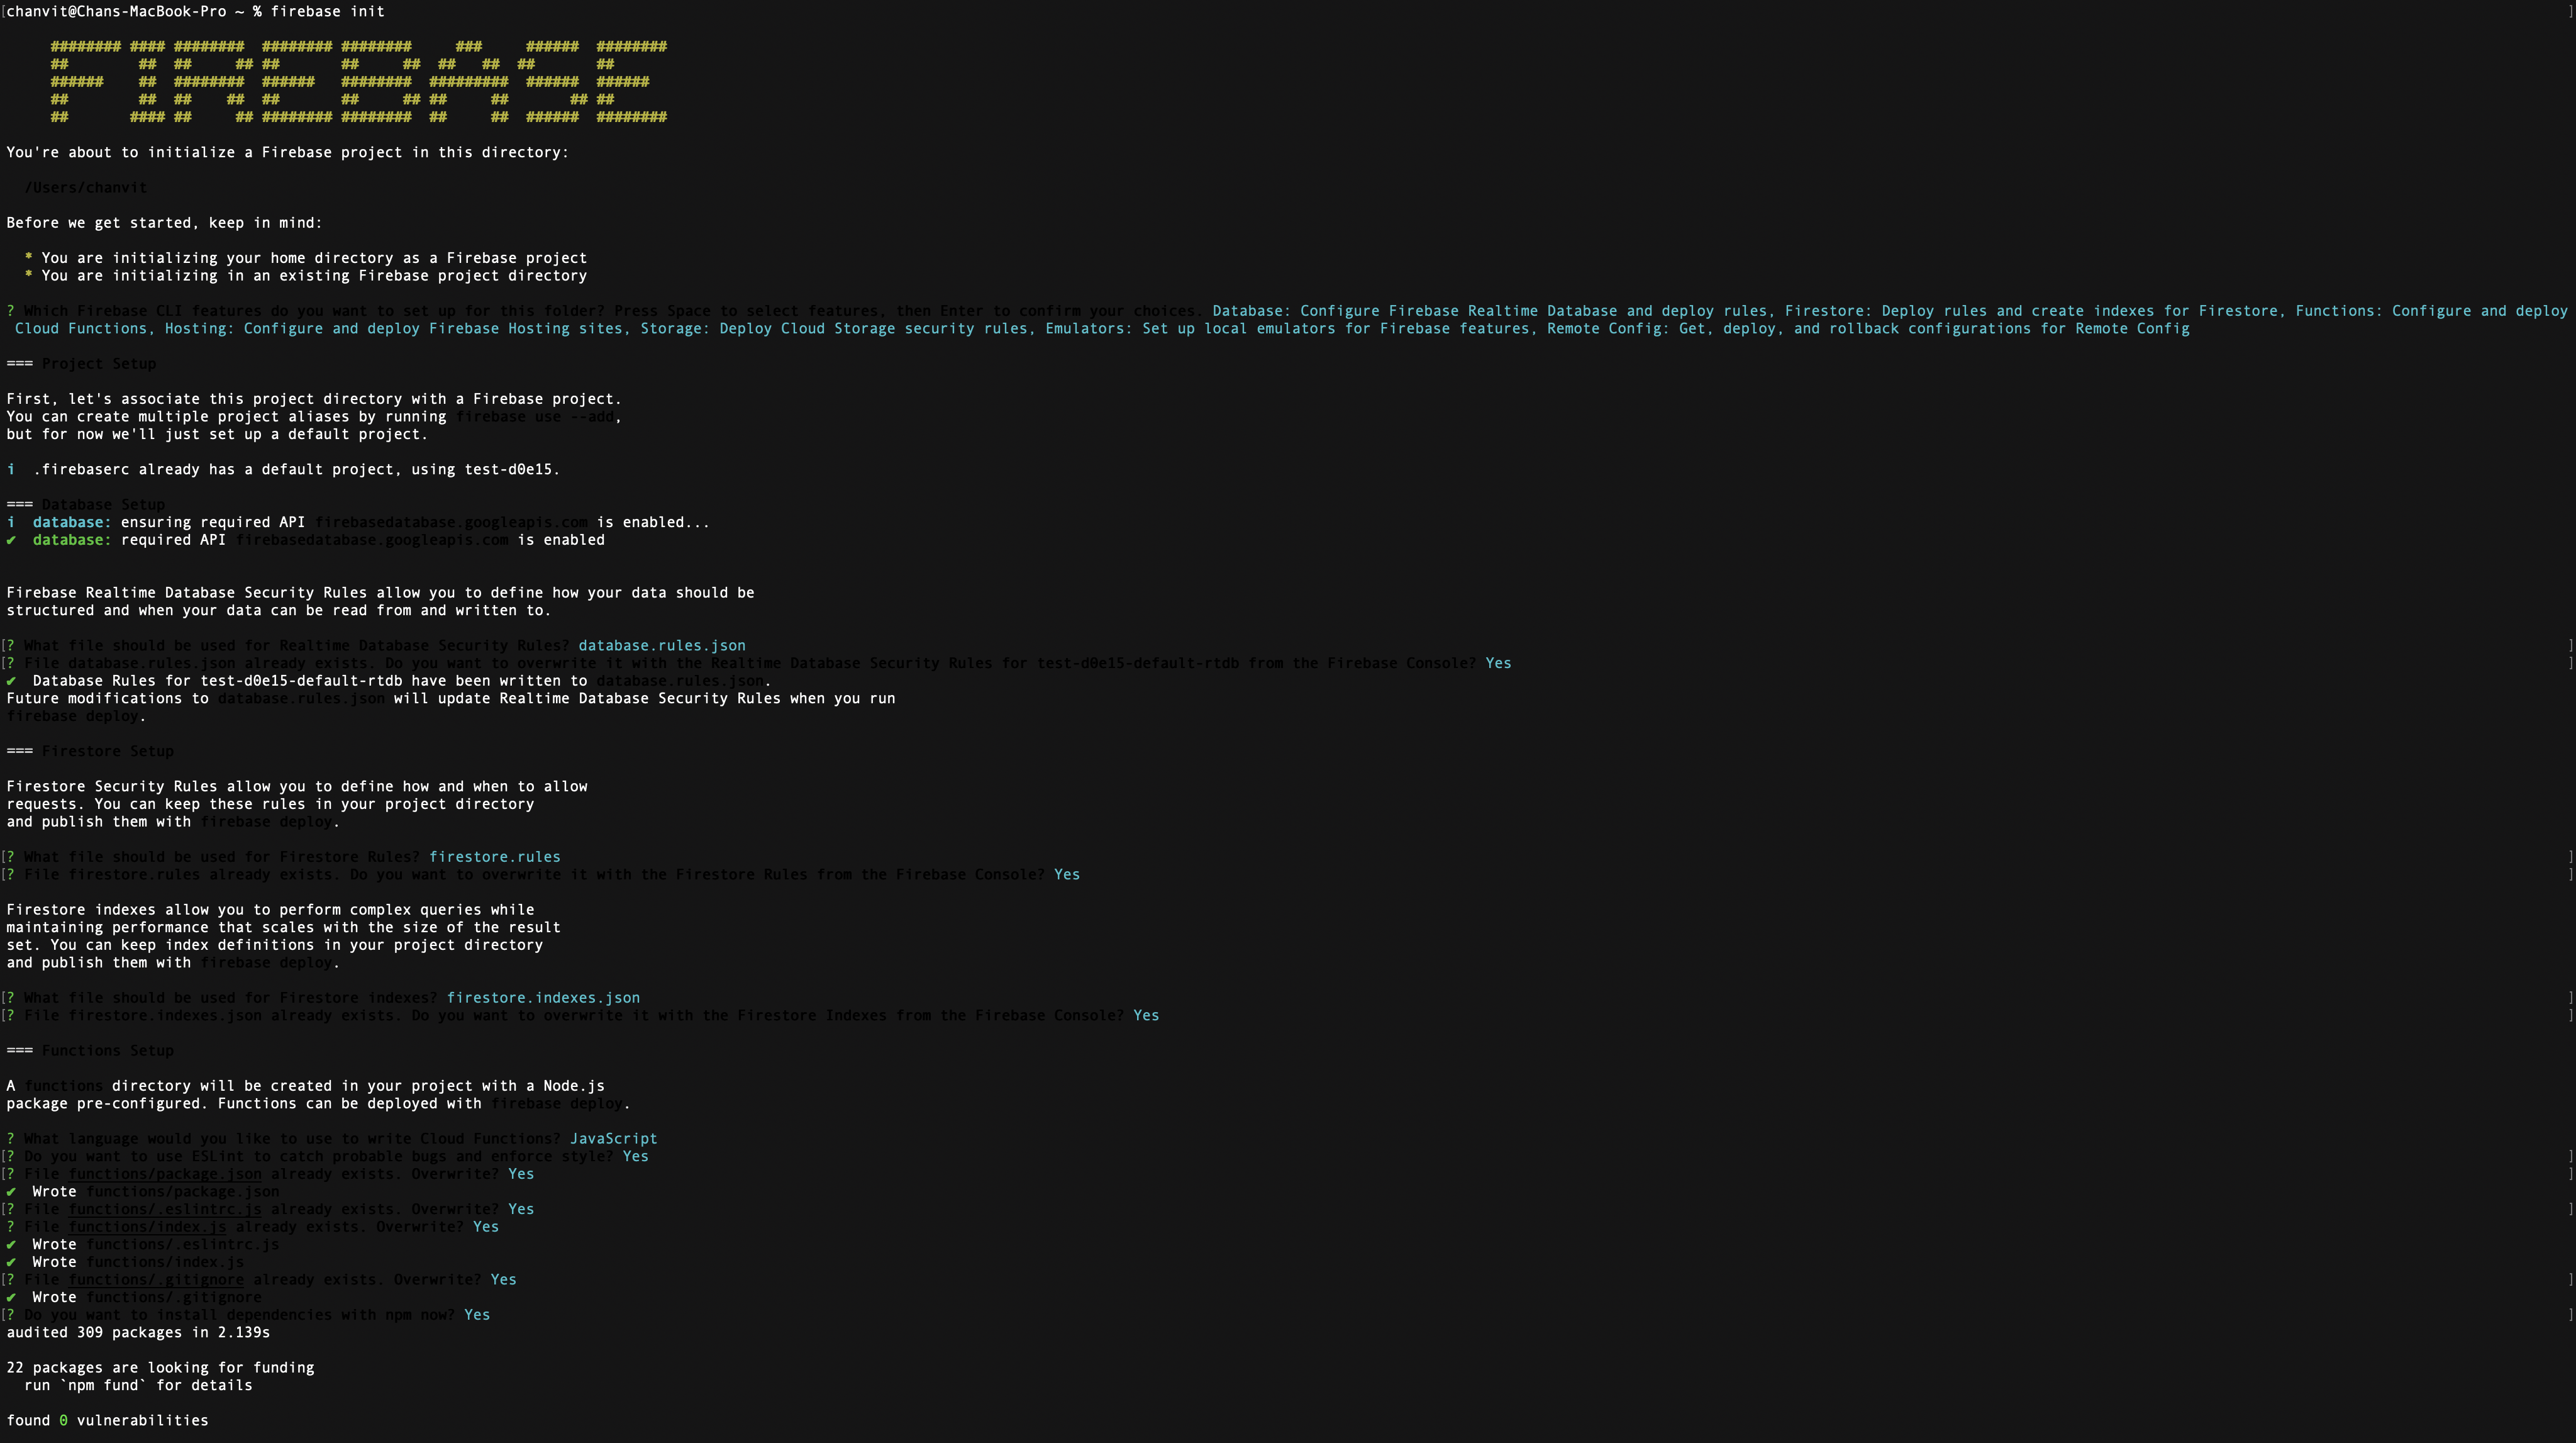 [chanvit@Chans-MacBook-Pro ~ % firebase init ]
######## #### ######## ######## ######## ### ###### ########
## ## ## ## ## ## ## ## ## ## ##
###### ## ######## ###### ######## ######### ###### ######
## ## ## ## ## ## ## ## ## ## ##
## #### ## ## ######## ######## ## ## ###### ########
You're about to initialize a Firebase project in this directory:
/Users/chanvit
Before we get started, keep in mind:
* You are initializing your home directory as a Firebase project
* You are initializing in an existing Firebase project directory
? Which Firebase CLI features do you want to set up for this folder? Press Space to select features, then Enter to confirm your choices. Database: Configure Firebase Realtime Database and deploy rules, Firestore: Deploy rules and create indexes for Firestore, Functions: Configure and deploy
Cloud Functions, Hosting: Configure and deploy Firebase Hosting sites, Storage: Deploy Cloud Storage security rules, Emulators: Set up local emulators for Firebase features, Remote Config: Get, deploy, and rollback configurations for Remote Config
=== Project Setup
First, let's associate this project directory with a Firebase project.
You can create multiple project aliases by running firebase use --add,
but for now we'll just set up a default project.
i .firebaserc already has a default project, using test-d0e15.
=== Database Setup
i database: ensuring required API firebasedatabase.googleapis.com is enabled...
✔ database: required API firebasedatabase.googleapis.com is enabled
Firebase Realtime Database Security Rules allow you to define how your data should be
structured and when your data can be read from and written to.
[? What file should be used for Realtime Database Security Rules? database.rules.json ]
[? File database.rules.json already exists. Do you want to overwrite it with the Realtime Database Security Rules for test-d0e15-default-rtdb from the Firebase Console? Yes ]
✔ Database Rules for test-d0e15-default-rtdb have been written to database.rules.json.
Future modifications to database.rules.json will update Realtime Database Security Rules when you run
firebase deploy.
=== Firestore Setup
Firestore Security Rules allow you to define how and when to allow
requests. You can keep these rules in your project directory
and publish them with firebase deploy.
[? What file should be used for Firestore Rules? firestore.rules ]
[? File firestore.rules already exists. Do you want to overwrite it with the Firestore Rules from the Firebase Console? Yes ]
Firestore indexes allow you to perform complex queries while
maintaining performance that scales with the size of the result
set. You can keep index definitions in your project directory
and publish them with firebase deploy.
[? What file should be used for Firestore indexes? firestore.indexes.json ]
[? File firestore.indexes.json already exists. Do you want to overwrite it with the Firestore Indexes from the Firebase Console? Yes ]
=== Functions Setup
A functions directory will be created in your project with a Node.js
package pre-configured. Functions can be deployed with firebase deploy.
? What language would you like to use to write Cloud Functions? JavaScript
[? Do you want to use ESLint to catch probable bugs and enforce style? Yes ]
[? File functions/package.json already exists. Overwrite? Yes ]
✔ Wrote functions/package.json
[? File functions/.eslintrc.js already exists. Overwrite? Yes ]
? File functions/index.js already exists. Overwrite? Yes
✔ Wrote functions/.eslintrc.js
✔ Wrote functions/index.js
[? File functions/.gitignore already exists. Overwrite? Yes ]
✔ Wrote functions/.gitignore
[? Do you want to install dependencies with npm now? Yes ]
audited 309 packages in 2.139s
22 packages are looking for funding
run `npm fund` for details
found 0 vulnerabilities